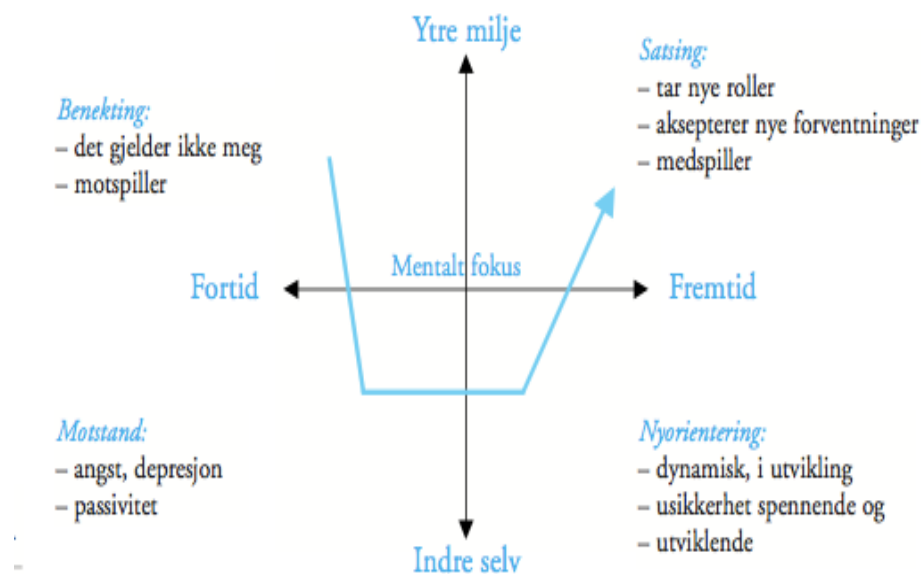 Ytre milje
Benekting:
– det gjelder ikke meg
– motspiller
Satsing:
– tar nye roller
– aksepterer nye forventninger
– medspiller
Fortid
Mentalt fokus
Fremtid
Motstand:
– angst, depresjon
– passivitet
Nyorientering:
– dynamisk, i utvikling
– usikkerhet spennende og
– utviklende
Indre selv